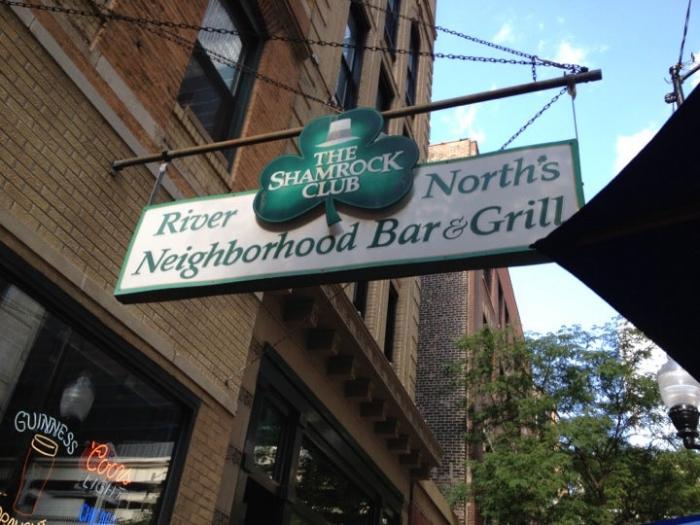 THE
SHAMROCK
CLUB
River North's
Neighborhood Bar & Grill
GUINNESS
Coors
LIGHT